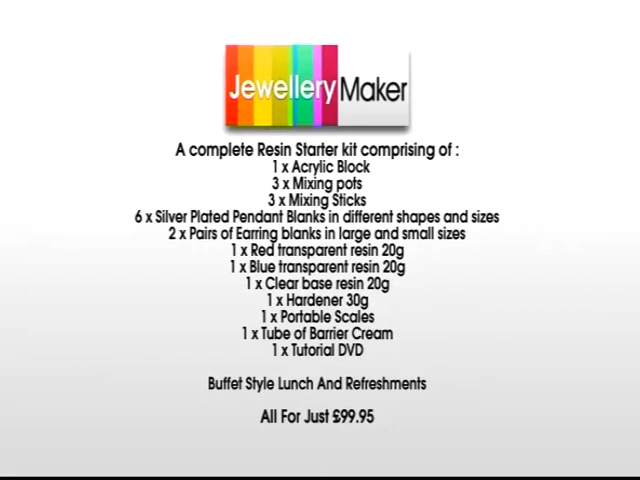 Jewellery Maker
A complete Resin Starter kit comprising of :
1 x Acrylic Block
3 x Mixing pots
3 x Mixing Sticks
6 x Silver Plated Pendant Blanks in different shapes and sizes
2 x Pairs of Earring blanks in large and small sizes
1 x Red transparent resin 20g
1 x Blue transparent resin 20g
1 x Clear base resin 20g
1 x Hardener 30g
1 x Portable Scales
1 x Tube of Barrier Cream
1 x Tutorial DVD
Buffet Style Lunch And Refreshments
All For Just £99.95